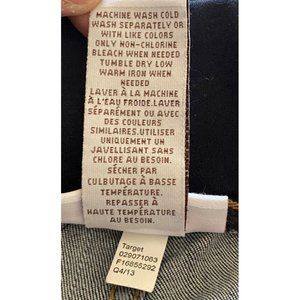 MACHINE WASH COLD
WASH SEPARATELY OR
WITH LIKE COLORS
ONLY NON-CHLORINE
BLEACH WHEN NEEDED
TUMBLE DRY LOW
WARM IRON WHEN
NEEDED
LAVER À LA MACHINE
À L'EAU FROIDE.LAVER
SÉPARÉMENT OU AVEC
DES COULEURS
SIMILAIRES.UTILISER
UNIQUEMENT UN
JAVELLISANT SANS
CHLORE AU BESOIN.
SÉCHER PAR
CULBUTAGE À BASSE
TEMPÉRATURE.
REPASSER À
HAUTE TEMPÉRATURE
AU BESOIN.
Target
029071063
F16855292
Q4/13